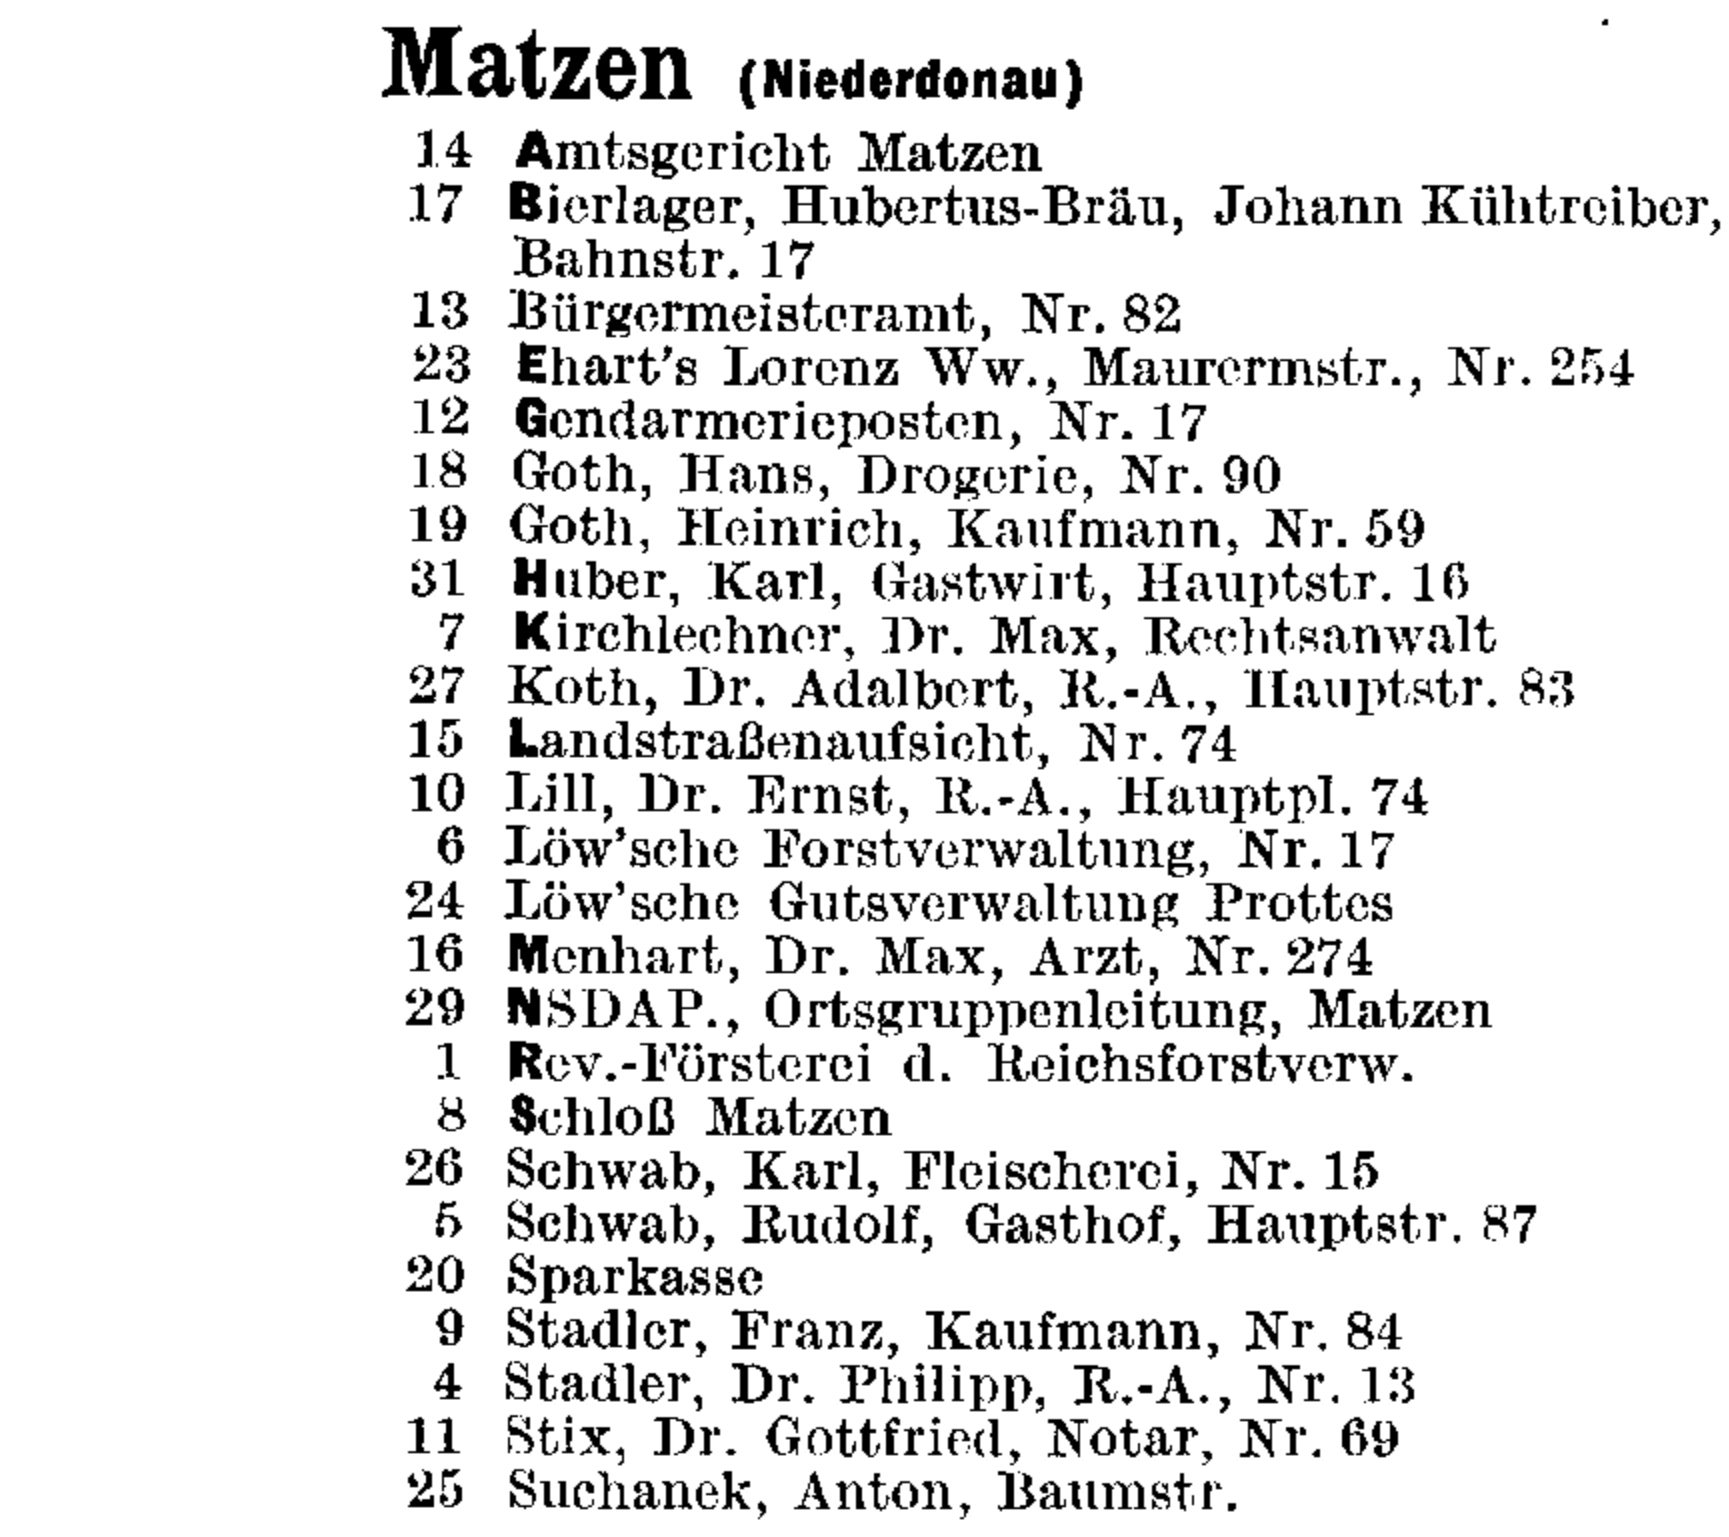 Matzen (Niederdonau)
14 Amtsgericht Matzen
17 Bierlager, Hubertus-Bräu, Johann Kühtreiber,
Bahnstr. 17
13 Bürgermeisteramt, Nr. 82
23 Ehart's Lorenz Ww., Maurermstr., Nr. 254
12 Gendarmerieposten, Nr. 17
18 Goth, Hans, Drogerie, Nr. 90
19 Goth, Heinrich, Kaufmann, Nr. 59
31 Huber, Karl, Gastwirt, Hauptstr. 16
7 Kirchlechner, Dr. Max, Rechtsanwalt
27 Koth, Dr. Adalbert, R.-A., Hauptstr. 83
15 Landstraßenaufsicht, Nr. 74
10 Lill, Dr. Ernst, R.-A., Hauptpl. 74
6 Löw'sche Forstverwaltung, Nr. 17
24 Löw'sche Gutsverwaltung Prottes
16 Menhart, Dr. Max, Arzt, Nr. 274
29 NSDAP., Ortsgruppenleitung, Matzen
1 Rev.-Försterei d. Reichsforstverw.
8 Schloß Matzen
26 Schwab, Karl, Fleischerei, Nr. 15
5 Schwab, Rudolf, Gasthof, Hauptstr. 87
20 Sparkasse
9 Stadler, Franz, Kaufmann, Nr. 84
4 Stadler, Dr. Philipp, R.-A., Nr. 13
11 Stix, Dr. Gottfried, Notar, Nr. 69
25 Suchanek, Anton, Baumstr.